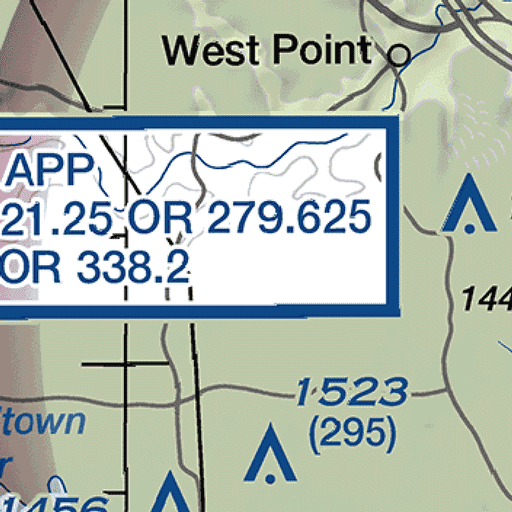 West Point
APP
21.25 OR 279.625
OR 338.2
144
1523
(295)
town
r
1456